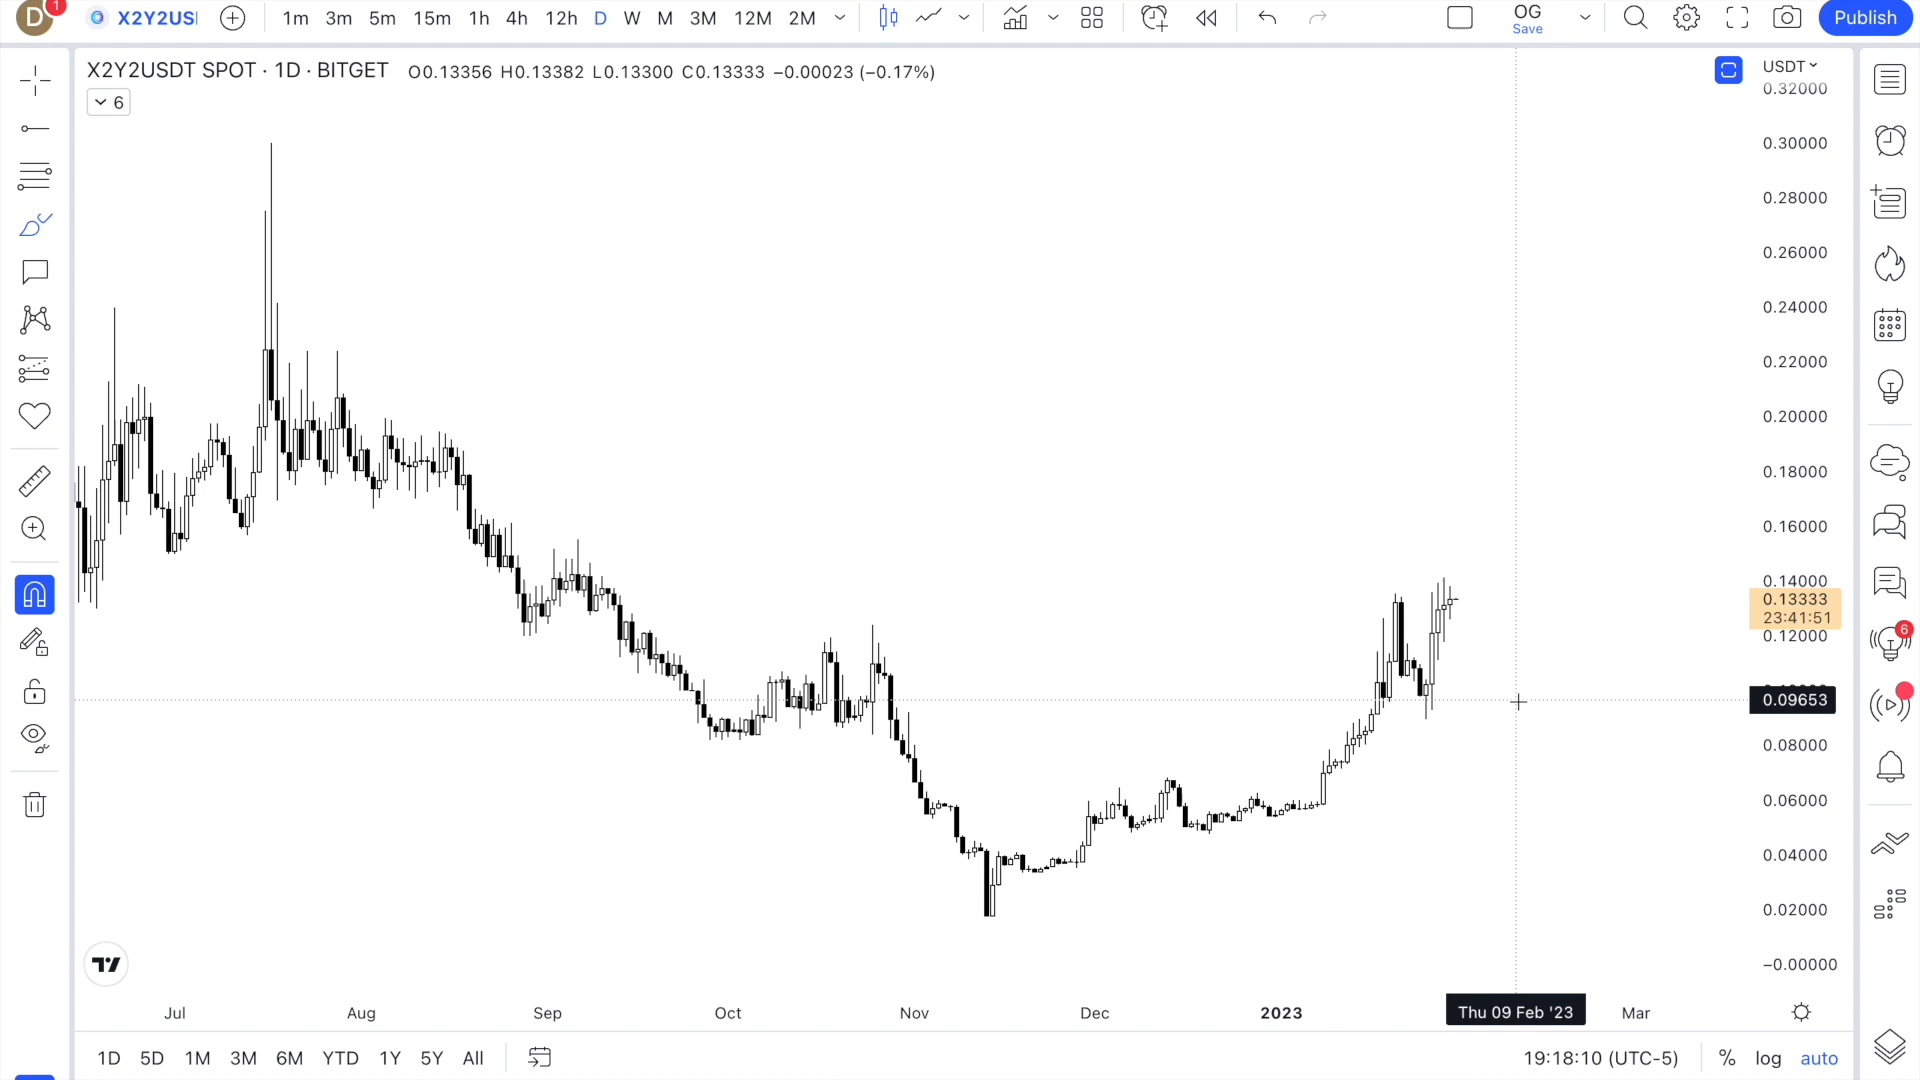 D
1
X2Y2US
1m 3m 5m 15m 1h 4h 12h D W M 3M 12M 2M
OG
Save
Publish
X2Y2USDT SPOT · 1D · BITGET O0.13356 H0.13382 L0.13300 C0.13333 −0.00023 (−0.17%)
6
USDT
0.32000
0.30000
0.28000
0.26000
0.24000
0.22000
0.20000
0.18000
0.16000
0.14000
0.13333
23:41:51
0.12000
6
0.09653
0.08000
0.06000
0.04000
0.02000
−0.00000
Jul Aug Sep Oct Nov Dec 2023 Thu 09 Feb '23 Mar
1D 5D 1M 3M 6M YTD 1Y 5Y All 19:18:10 (UTC-5) % log auto